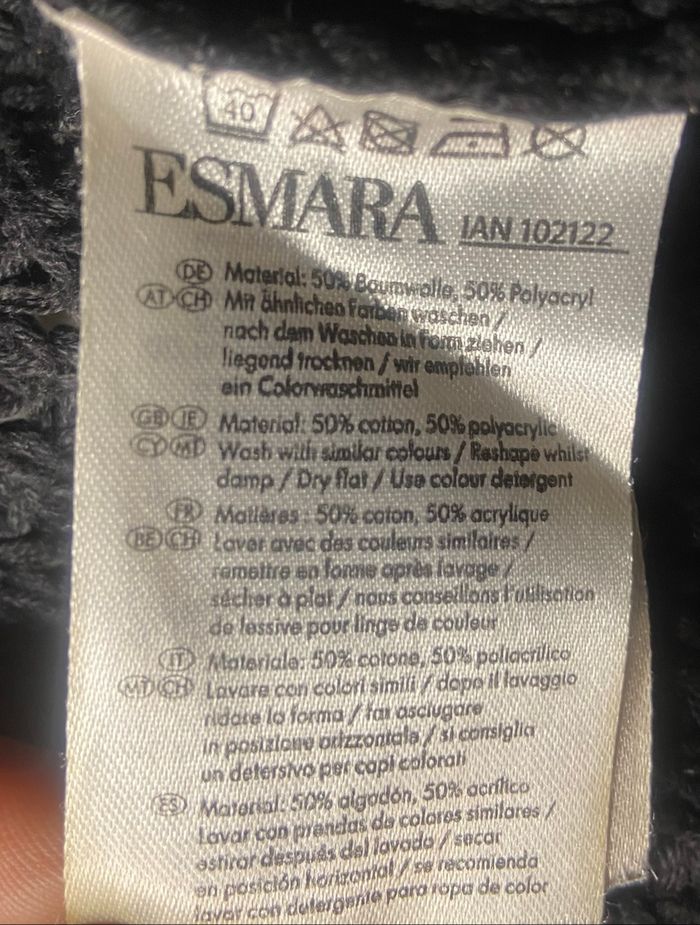 40
ESMARA IAN 102122
DE Material: 50% Baumwolle, 50% Polyacryl
AT CH Mit ähnlichen Farben waschen /
nach dem Waschen in Form ziehen /
liegend trocknen / wir empfehlen
ein Colorwaschmittel
GB IE Material: 50% cotton, 50% polyacrylic
CY MT Wash with similar colours / Reshape whilst
damp / Dry flat / Use colour detergent
FR Matières : 50% coton, 50% acrylique
BE CH Laver avec des couleurs similaires /
remettre en forme après lavage /
sécher à plat / nous conseillons l'utilisation
de lessive pour linge de couleur
IT Materiale: 50% cotone, 50% poliacrilico
MT CH Lavare con colori simili / dopo il lavaggio
ridare la forma / far asciugare
in posizione orizzontale / si consiglia
un detersivo per capi colorati
ES Material: 50% algodón, 50% acrílico
Lavar con prendas de colores similares /
estirar después del lavado / secar
en posición horizontal / se recomienda
lavar con detergente para ropa de color